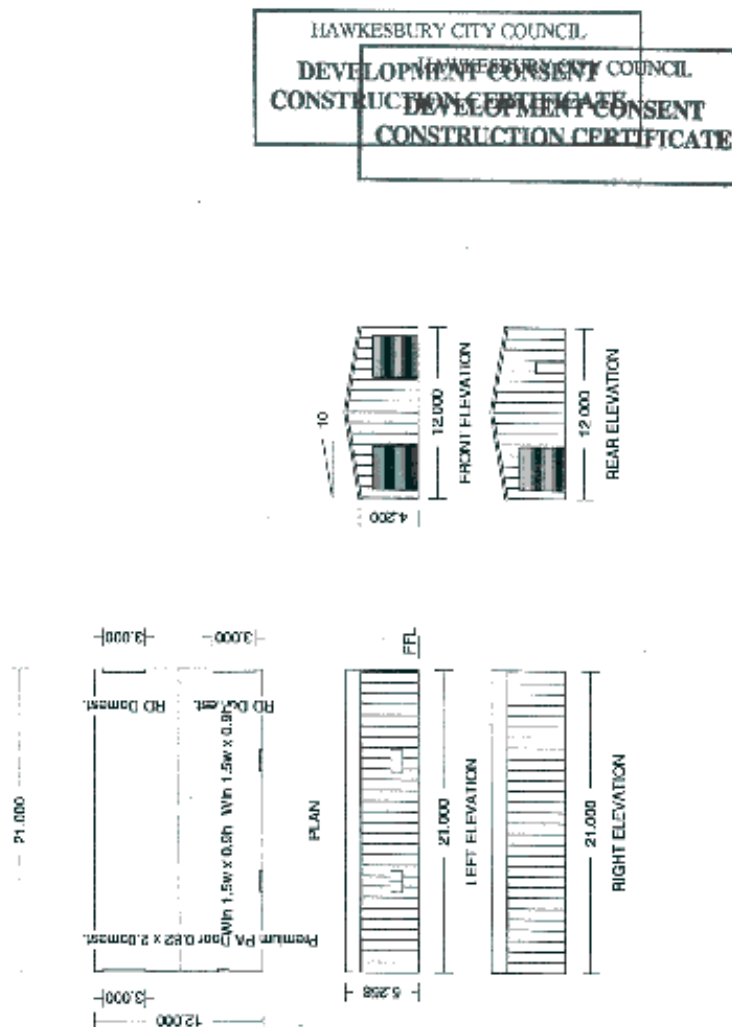 HAWKESBURY CITY COUNCIL
DEVELOPMENT CONSENT
CONSTRUCTION CERTIFICATE
HAWKESBURY CITY COUNCIL
DEVELOPMENT CONSENT
CONSTRUCTION CERTIFICATE
10
4.200
12.000
FRONT ELEVATION
12.000
REAR ELEVATION
3.000
3.000
FFL
RD Domest.
RD
21.000
Win 1.5w x 0.9h
Win 1.5w x 0.9h
PLAN
21.000
LEFT ELEVATION
21.000
RIGHT ELEVATION
Premium PA Door 0.82 x 2.
Domest.
3.000
12.000
5.258